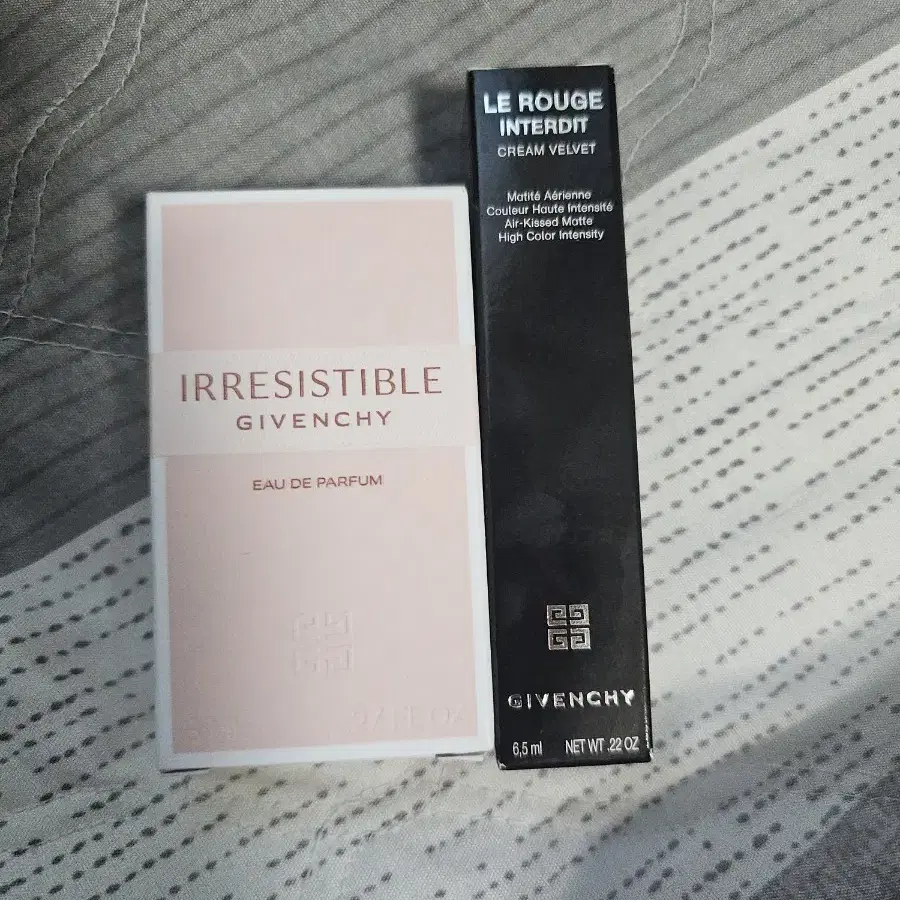 IRRESISTIBLE
GIVENCHY
EAU DE PARFUM
LE ROUGE
INTERDIT
CREAM VELVET
Matité Aérienne
Couleur Haute Intensité
Air-Kissed Matte
High Color Intensity
GIVENCHY
6,5 ml NET WT .22 OZ